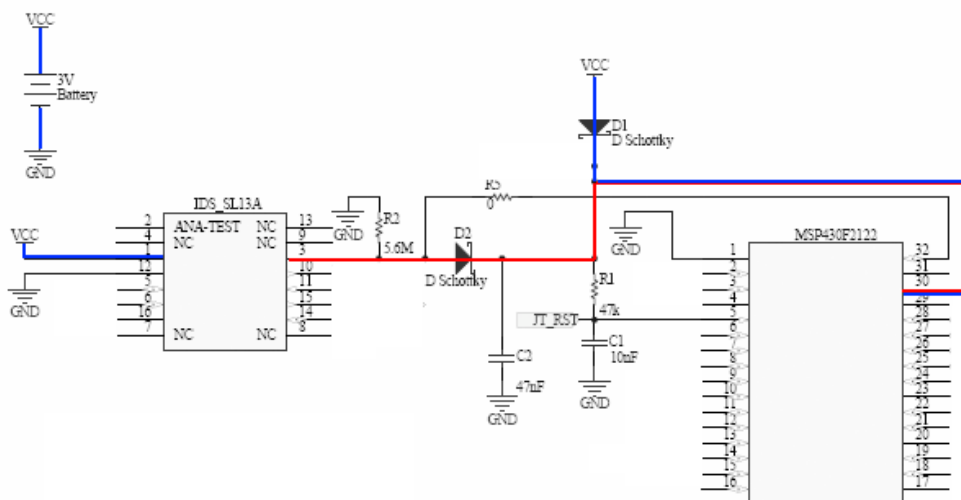 VCC
3V
Battery
GND
VCC
D1
D Schottky
IDS_SL13A
2 ANA-TEST NC 13
4 NC NC 9
1 3
12 10
5 11
6 15
16 14
7 NC NC 8
VCC
GND
GND
R2
5.6M
R5
0
D2
D Schottky
GND
R1
47k
JT_RST
C1
10nF
GND
C2
47nF
GND
MSP430F2122
1 32
2 31
3 30
4 29
5 28
6 27
7 26
8 25
9 24
10 23
11 22
12 21
13 20
14 19
15 18
16 17